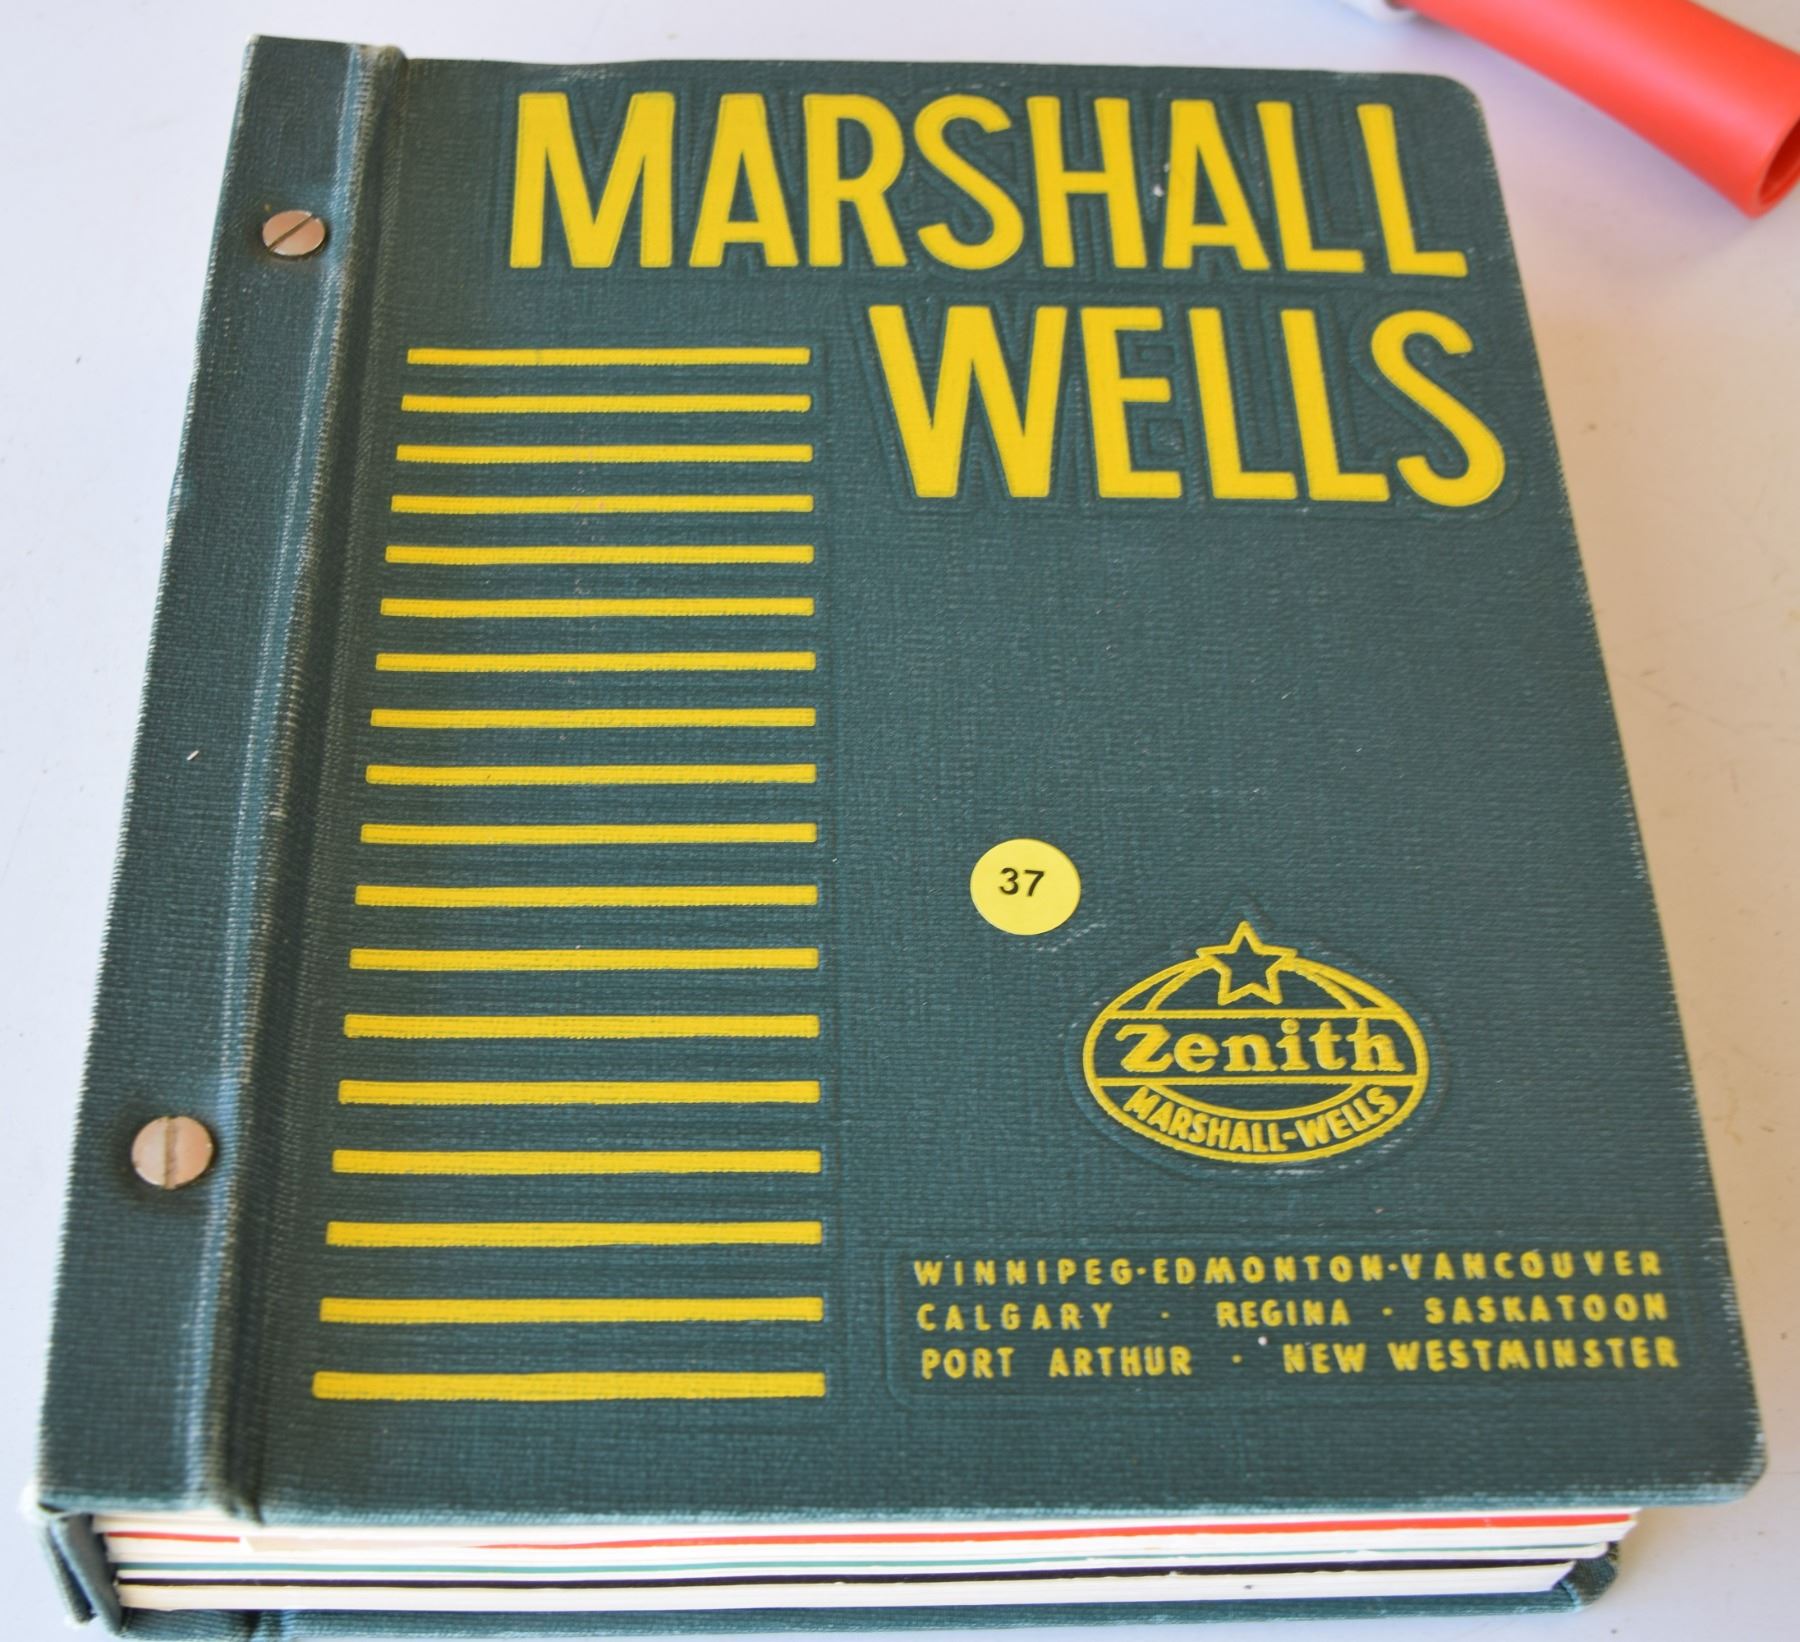 MARSHALL
WELLS
37
Zenith
MARSHALL-WELLS
WINNIPEG·EDMONTON·VANCOUVER
CALGARY · REGINA · SASKATOON
PORT ARTHUR · NEW WESTMINSTER